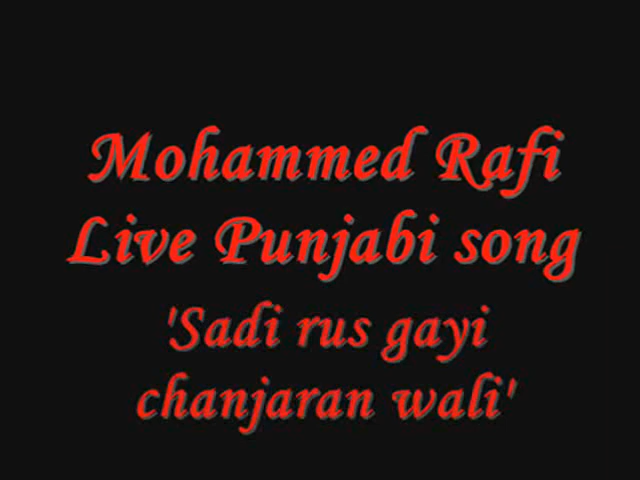 Mohammed Rafi
Live Punjabi song
'Sadi rus gayi
chanjaran wali'